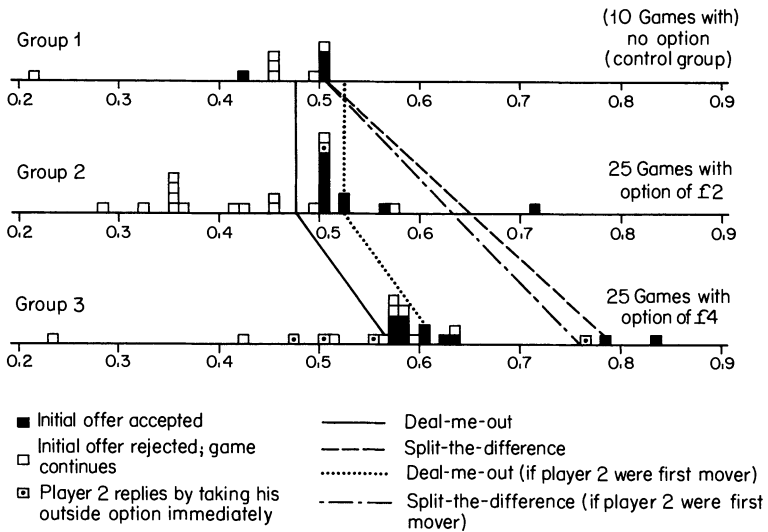 Group 1
(10 Games with)
no option
(control group)
0.2 0.3 0.4 0.5 0.6 0.7 0.8 0.9
Group 2
25 Games with
option of £2
0.2 0.3 0.4 0.5 0.6 0.7 0.8 0.9
Group 3
25 Games with
option of £4
0.2 0.3 0.4 0.5 0.6 0.7 0.8 0.9
Initial offer accepted
Initial offer rejected; game
continues
Player 2 replies by taking his
outside option immediately
Deal-me-out
Split-the-difference
Deal-me-out (if player 2 were first mover)
Split-the-difference (if player 2 were first
mover)